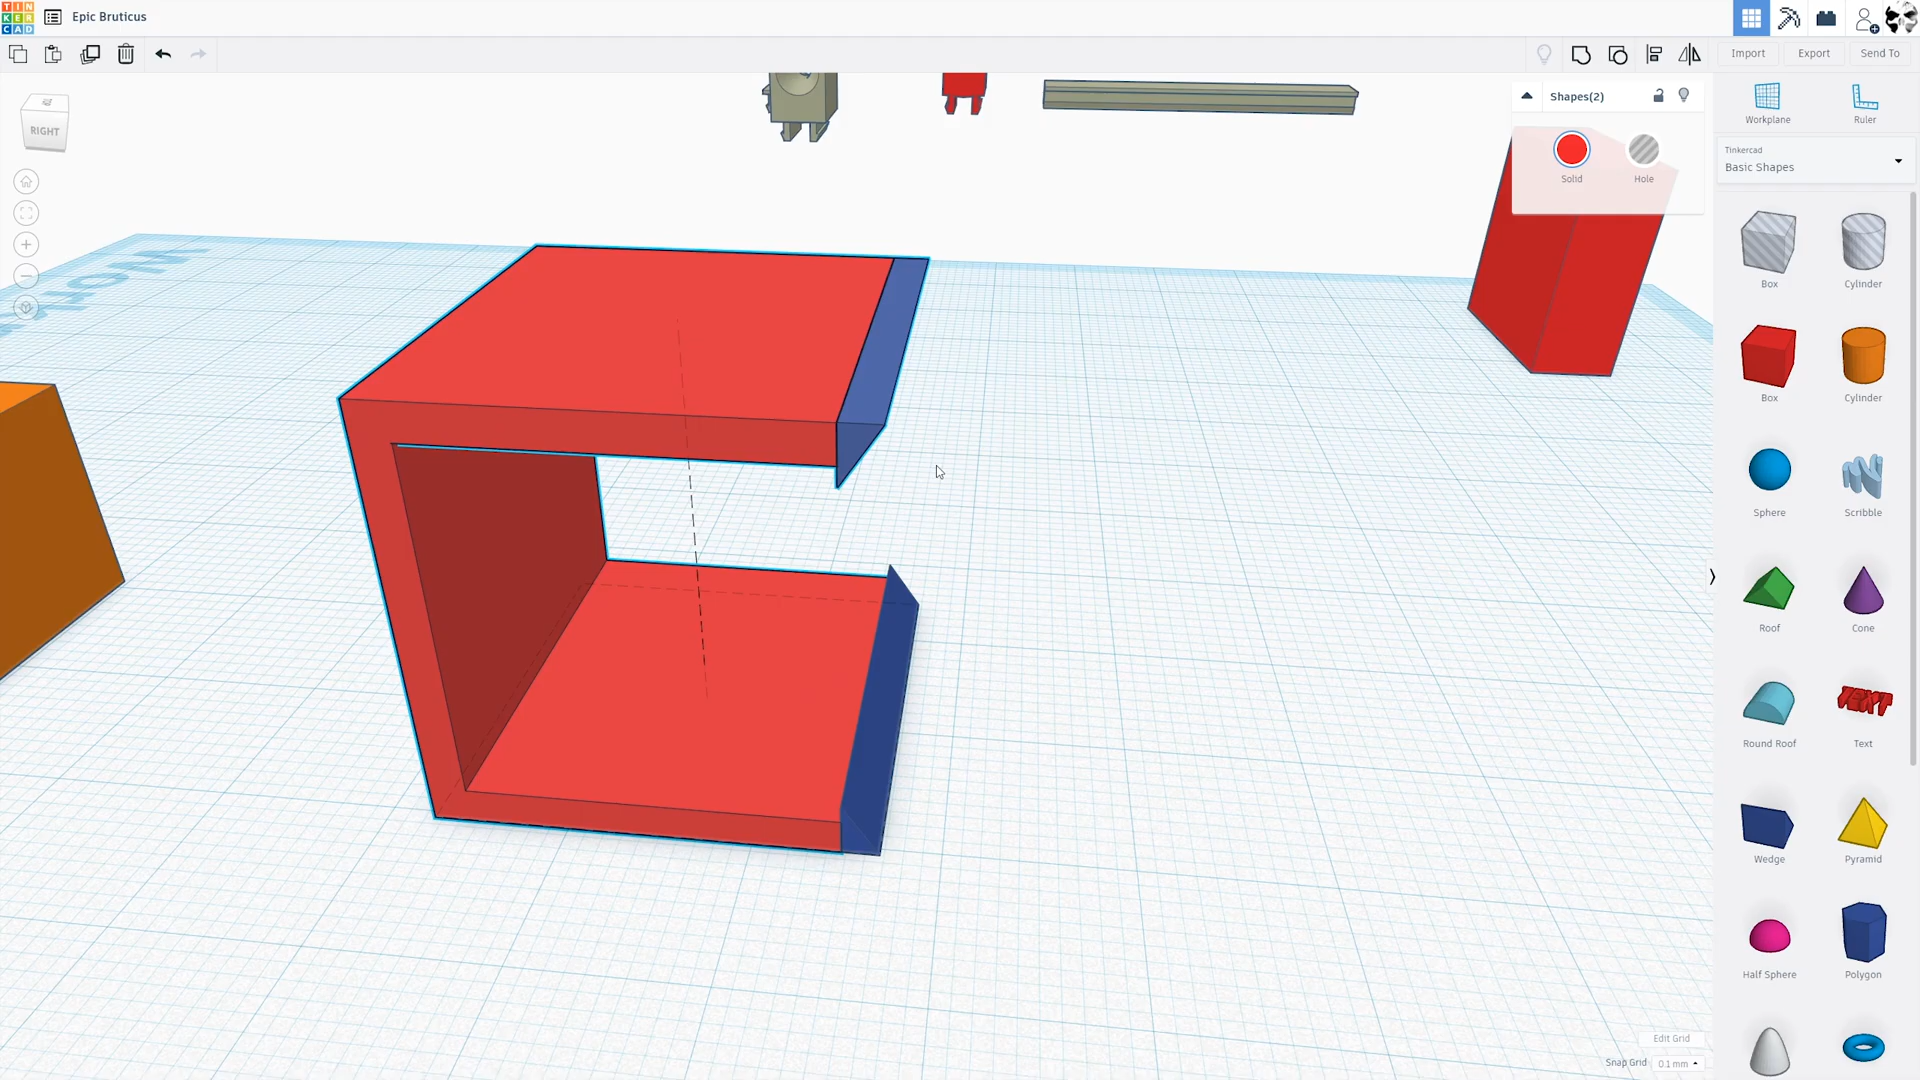 TIN
KER
CAD
Epic Bruticus
Import
Export
Send To
RIGHT
Shapes(2)
Solid
Hole
Workplane
Ruler
Tinkercad
Basic Shapes
Box
Cylinder
Box
Cylinder
Sphere
Scribble
Roof
Cone
TEXT
Round Roof
Text
Wedge
Pyramid
Half Sphere
Polygon
Edit Grid
Snap Grid
0.1 mm